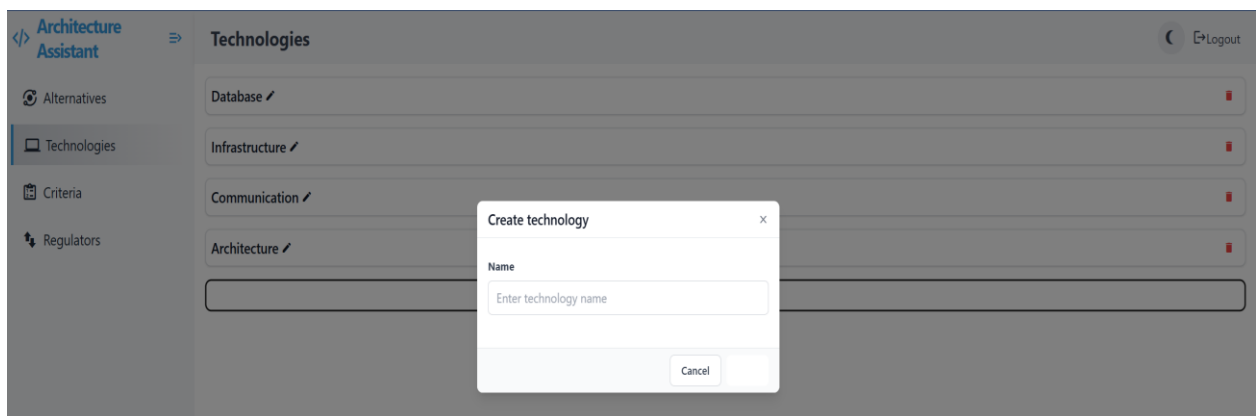 Architecture
Assistant
Technologies
Logout
Alternatives
Database
Technologies
Infrastructure
Criteria
Communication
Create technology
x
Regulators
Architecture
Name
Enter technology name
Cancel